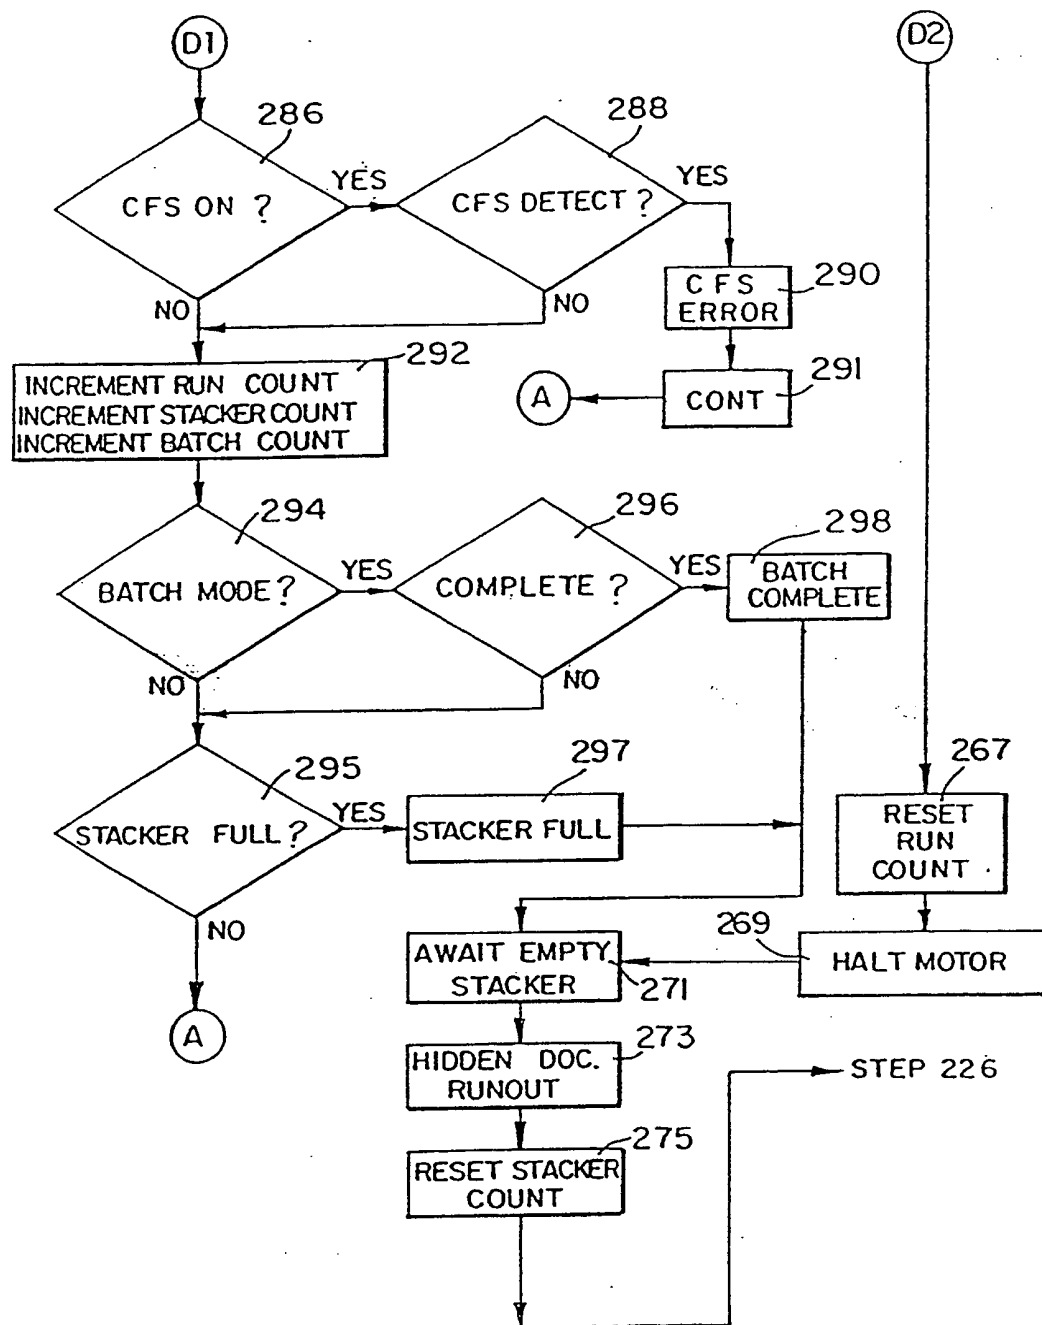 D1
D2
286
288
CFS ON ?
YES
CFS DETECT ?
YES
NO
NO
CFS
ERROR
290
292
INCREMENT RUN COUNT
INCREMENT STACKER COUNT
INCREMENT BATCH COUNT
A
CONT
291
294
296
298
BATCH MODE?
YES
COMPLETE ?
YES
BATCH
COMPLETE
NO
NO
295
297
267
STACKER FULL?
YES
STACKER FULL
RESET
RUN
COUNT
NO
269
AWAIT EMPTY
STACKER
271
HALT MOTOR
A
HIDDEN DOC.
RUNOUT
273
STEP 226
275
RESET STACKER
COUNT